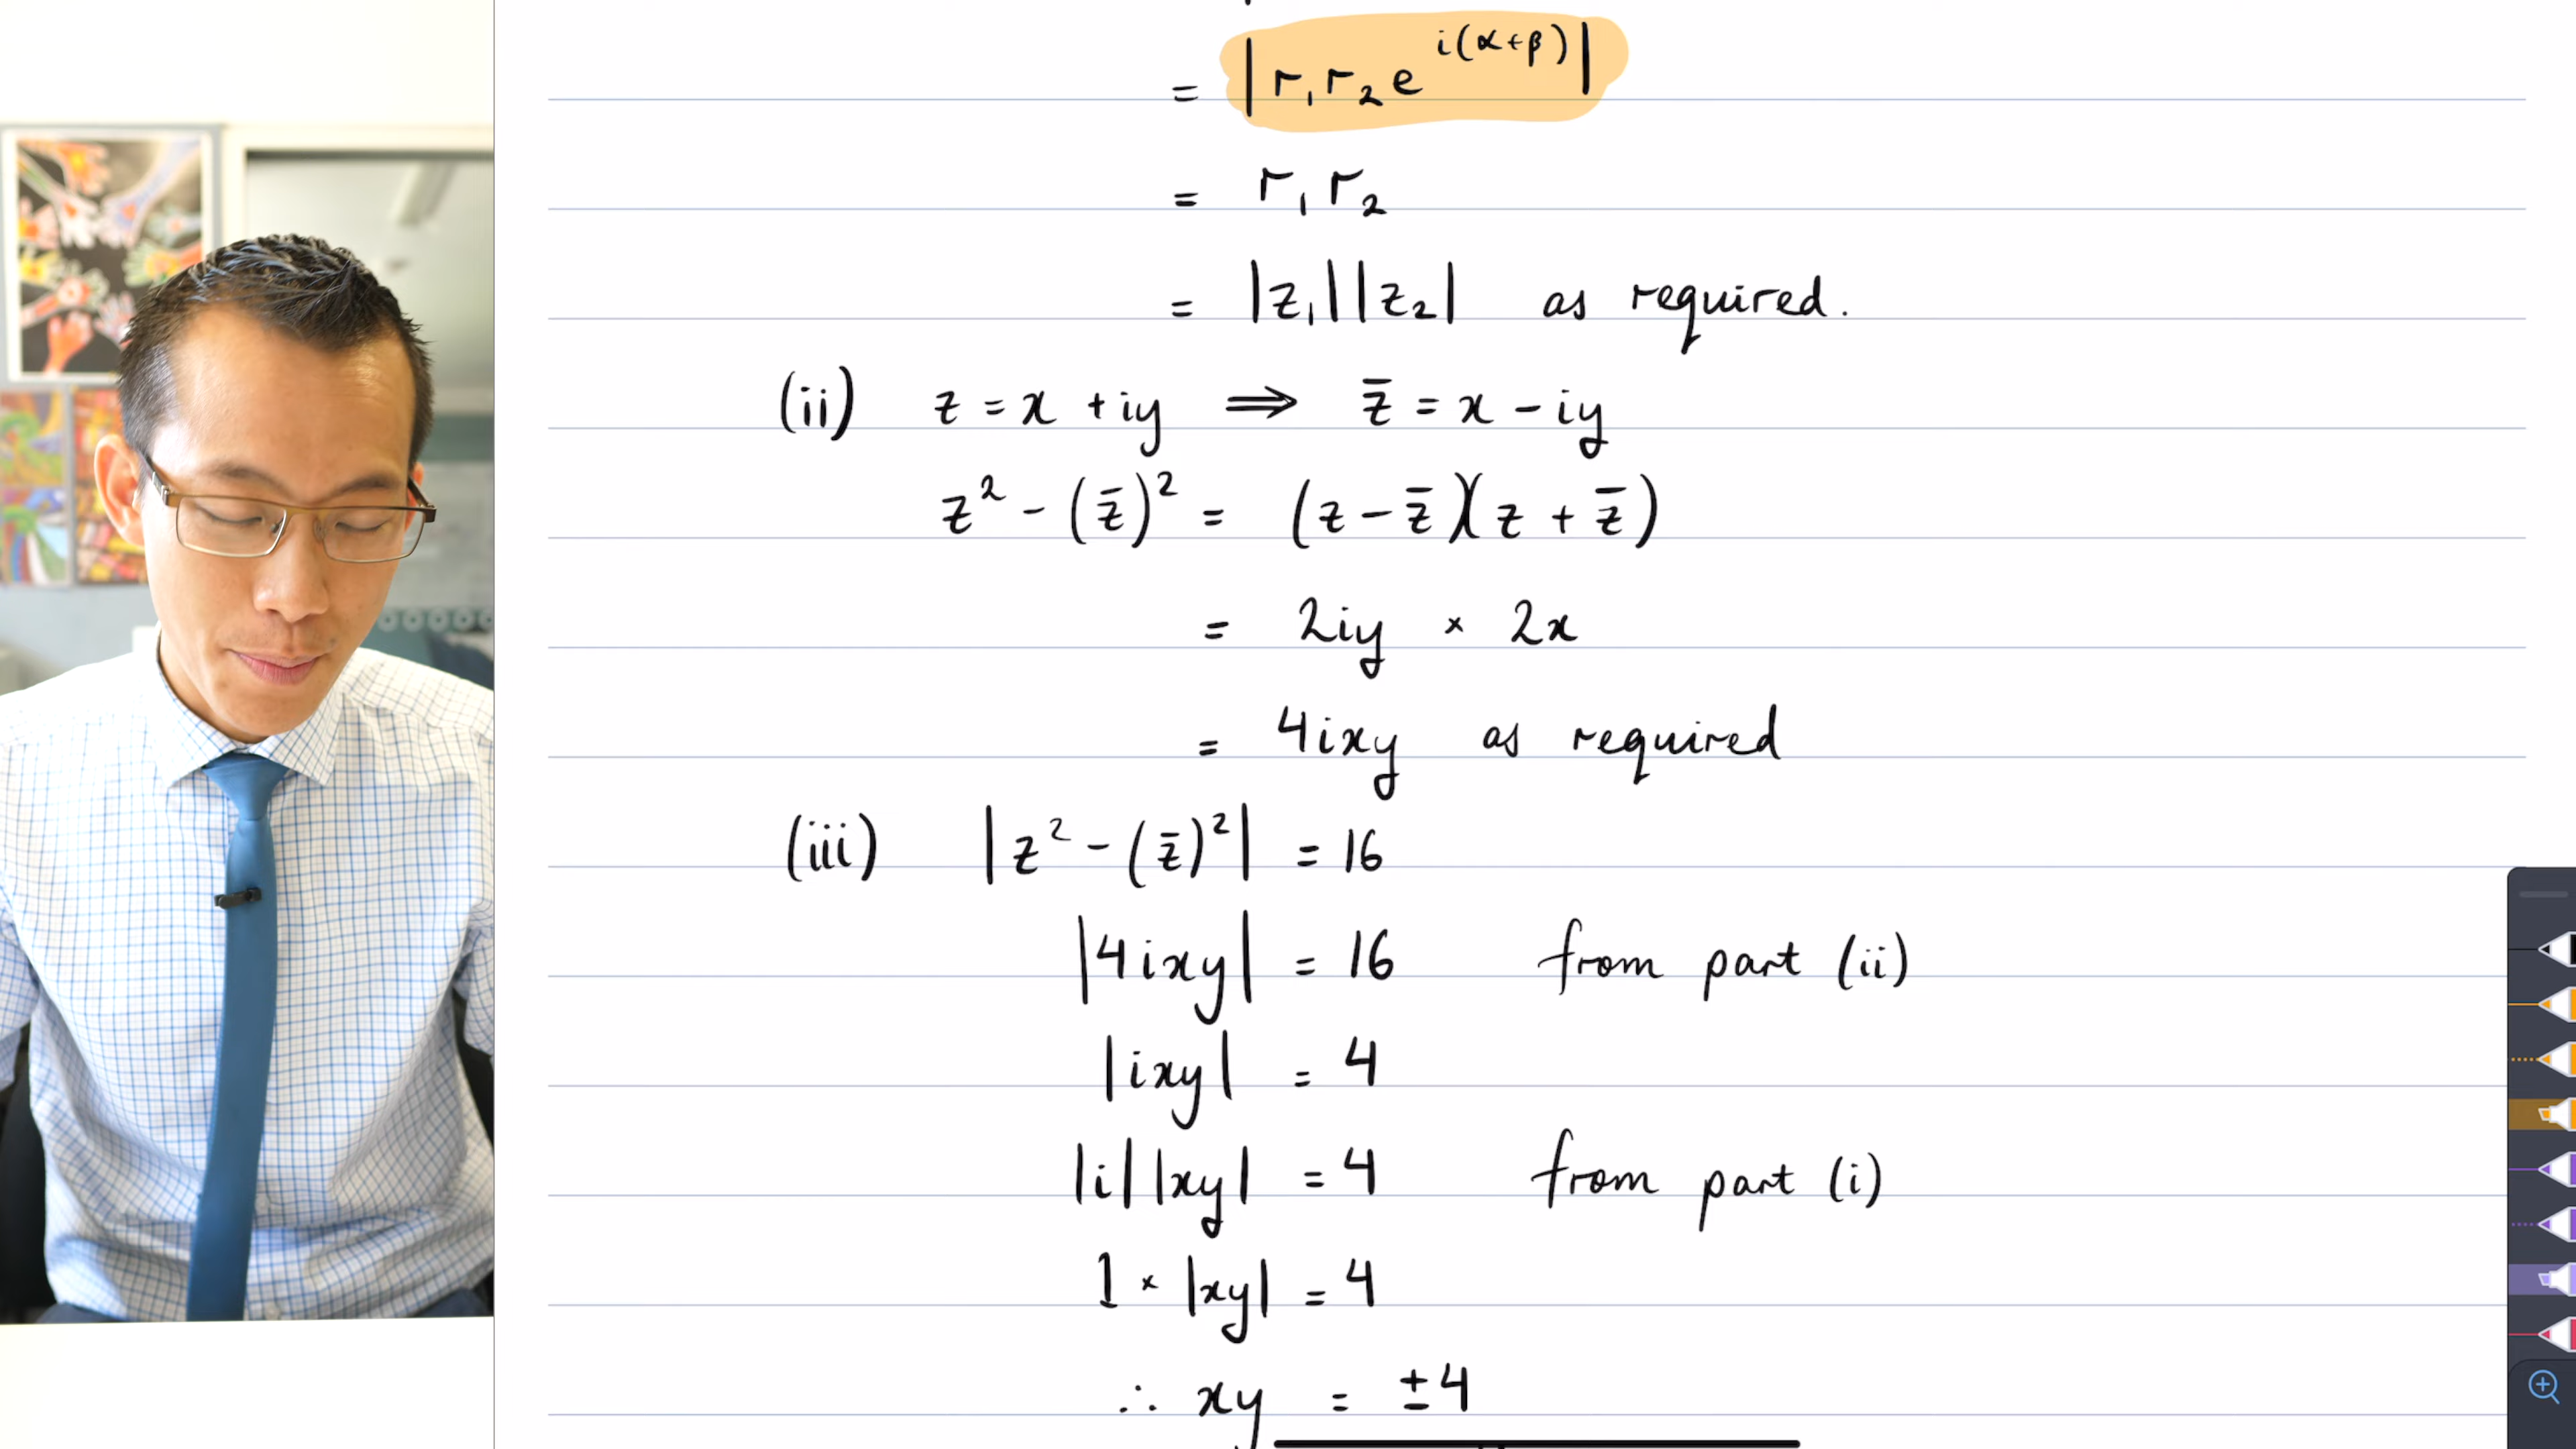 = |r₁r₂e^{i(α+β)}|
= r₁r₂
= |z₁||z₂| as required.
(ii) z = x + iy ⟹ z̄ = x - iy
z² - (z̄)² = (z - z̄)(z + z̄)
= 2iy × 2x
= 4ixy as required
(iii) |z² - (z̄)²| = 16
|4ixy| = 16 from part (ii)
|ixy| = 4
|i||xy| = 4 from part (i)
1 × |xy| = 4
∴ xy = ±4